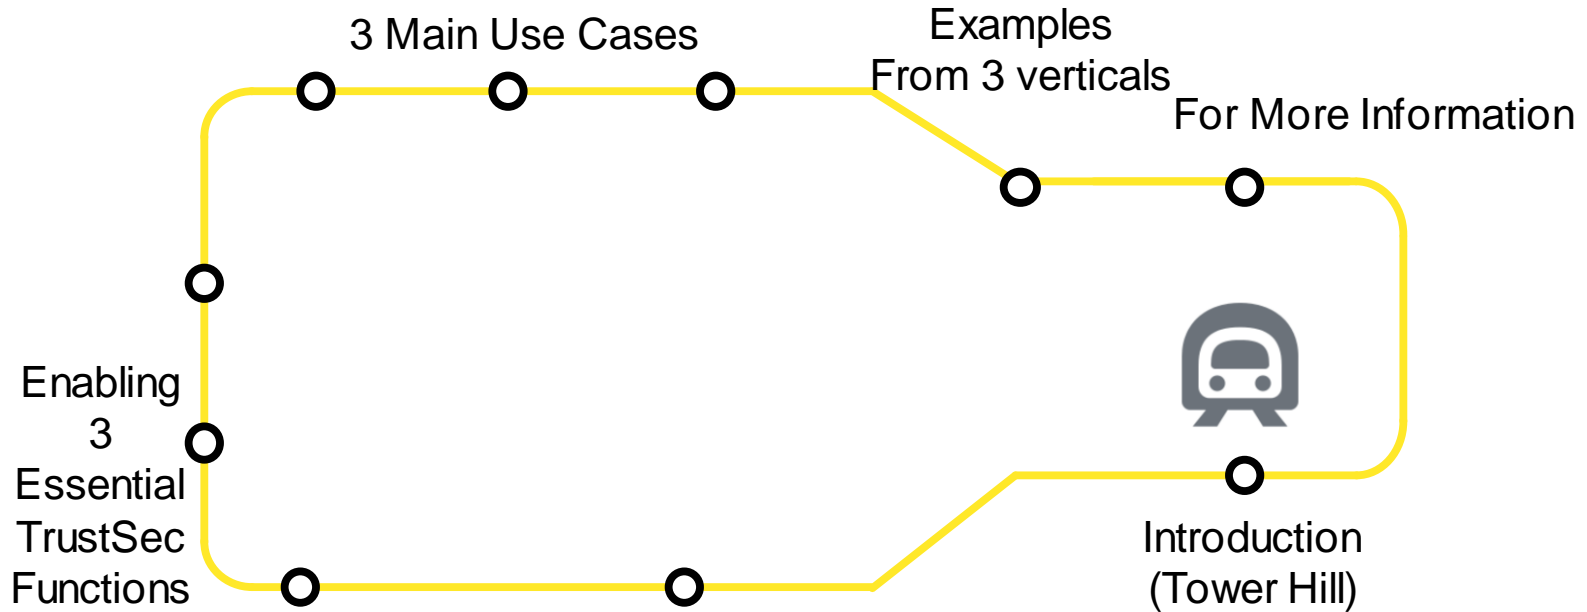 3 Main Use Cases
Examples
From 3 verticals
For More Information
Enabling
3
Essential
TrustSec
Functions
Introduction
(Tower Hill)